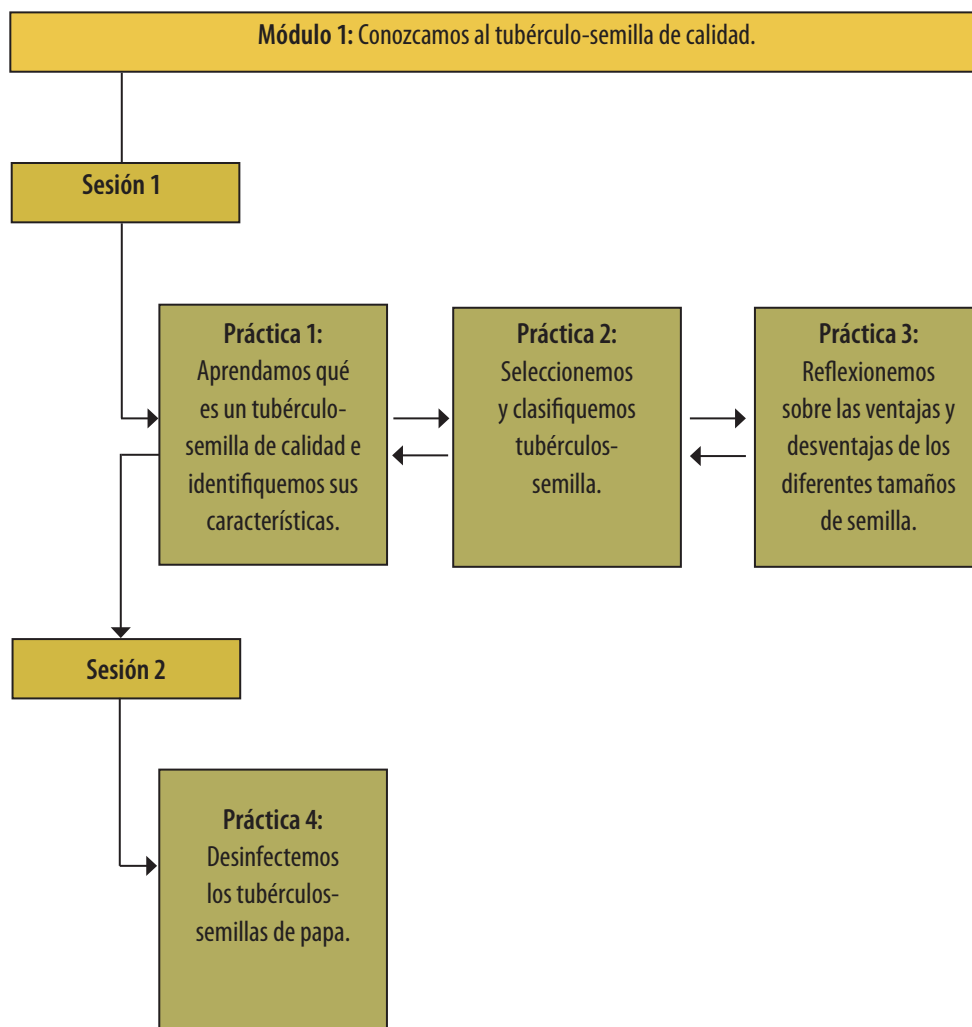 Módulo 1: Conozcamos al tubérculo-semilla de calidad.
Sesión 1
Práctica 1:
Aprendamos qué
es un tubérculo-
semilla de calidad e
identifiquemos sus
características.
Práctica 2:
Seleccionemos
y clasifiquemos
tubérculos-
semilla.
Práctica 3:
Reflexionemos
sobre las ventajas y
desventajas de los
diferentes tamaños
de semilla.
Sesión 2
Práctica 4:
Desinfectemos
los tubérculos-
semillas de papa.